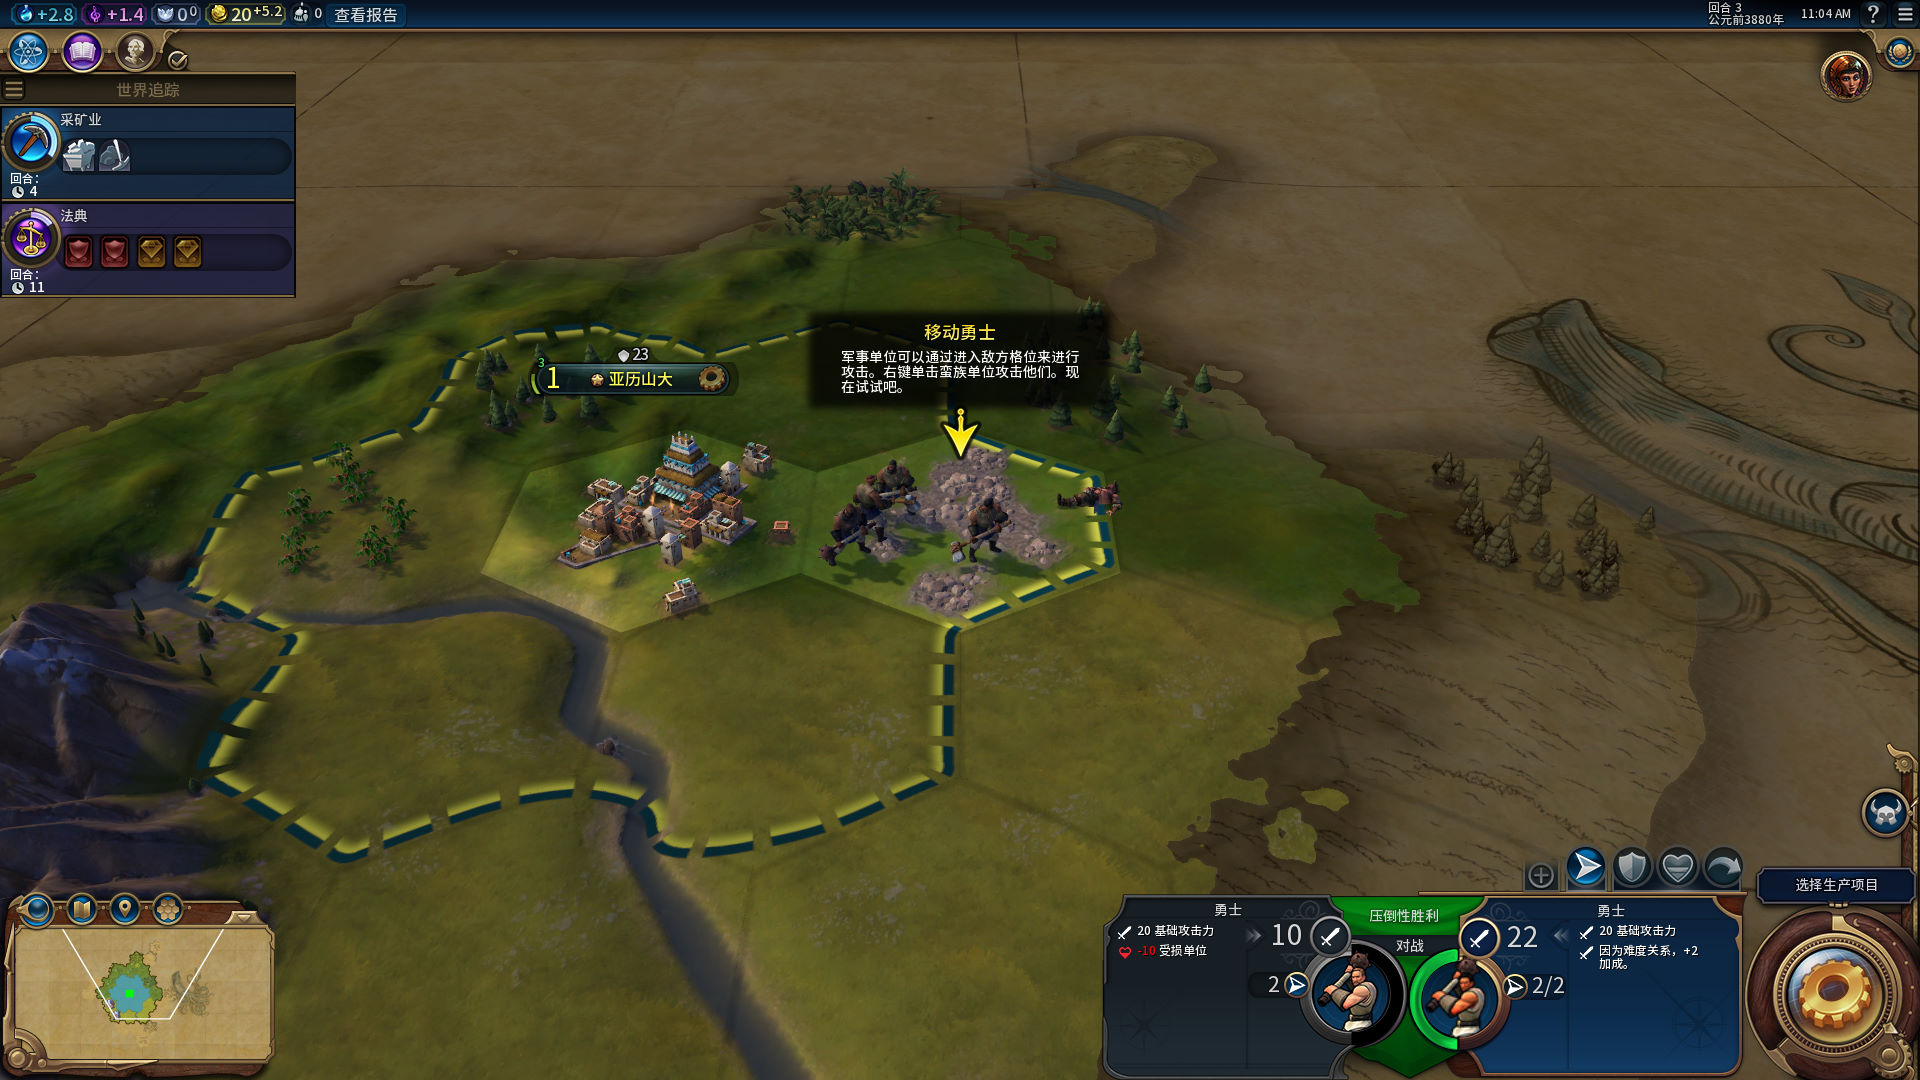 +2.8 +1.4 0 0 20 +5.2 0 查看报告
回合 3
公元前3880年
11:04 AM
?
世界追踪
采矿业
回合:
4
法典
回合:
11
23
3
1 亚历山大
移动勇士
军事单位可以通过进入敌方格位来进行
攻击。右键单击蛮族单位攻击他们。现
在试试吧。
选择生产项目
勇士
20 基础攻击力
-10 受损单位
10
2
压倒性胜利
对战
22
2/2
勇士
20 基础攻击力
因为难度关系，+2
加成。